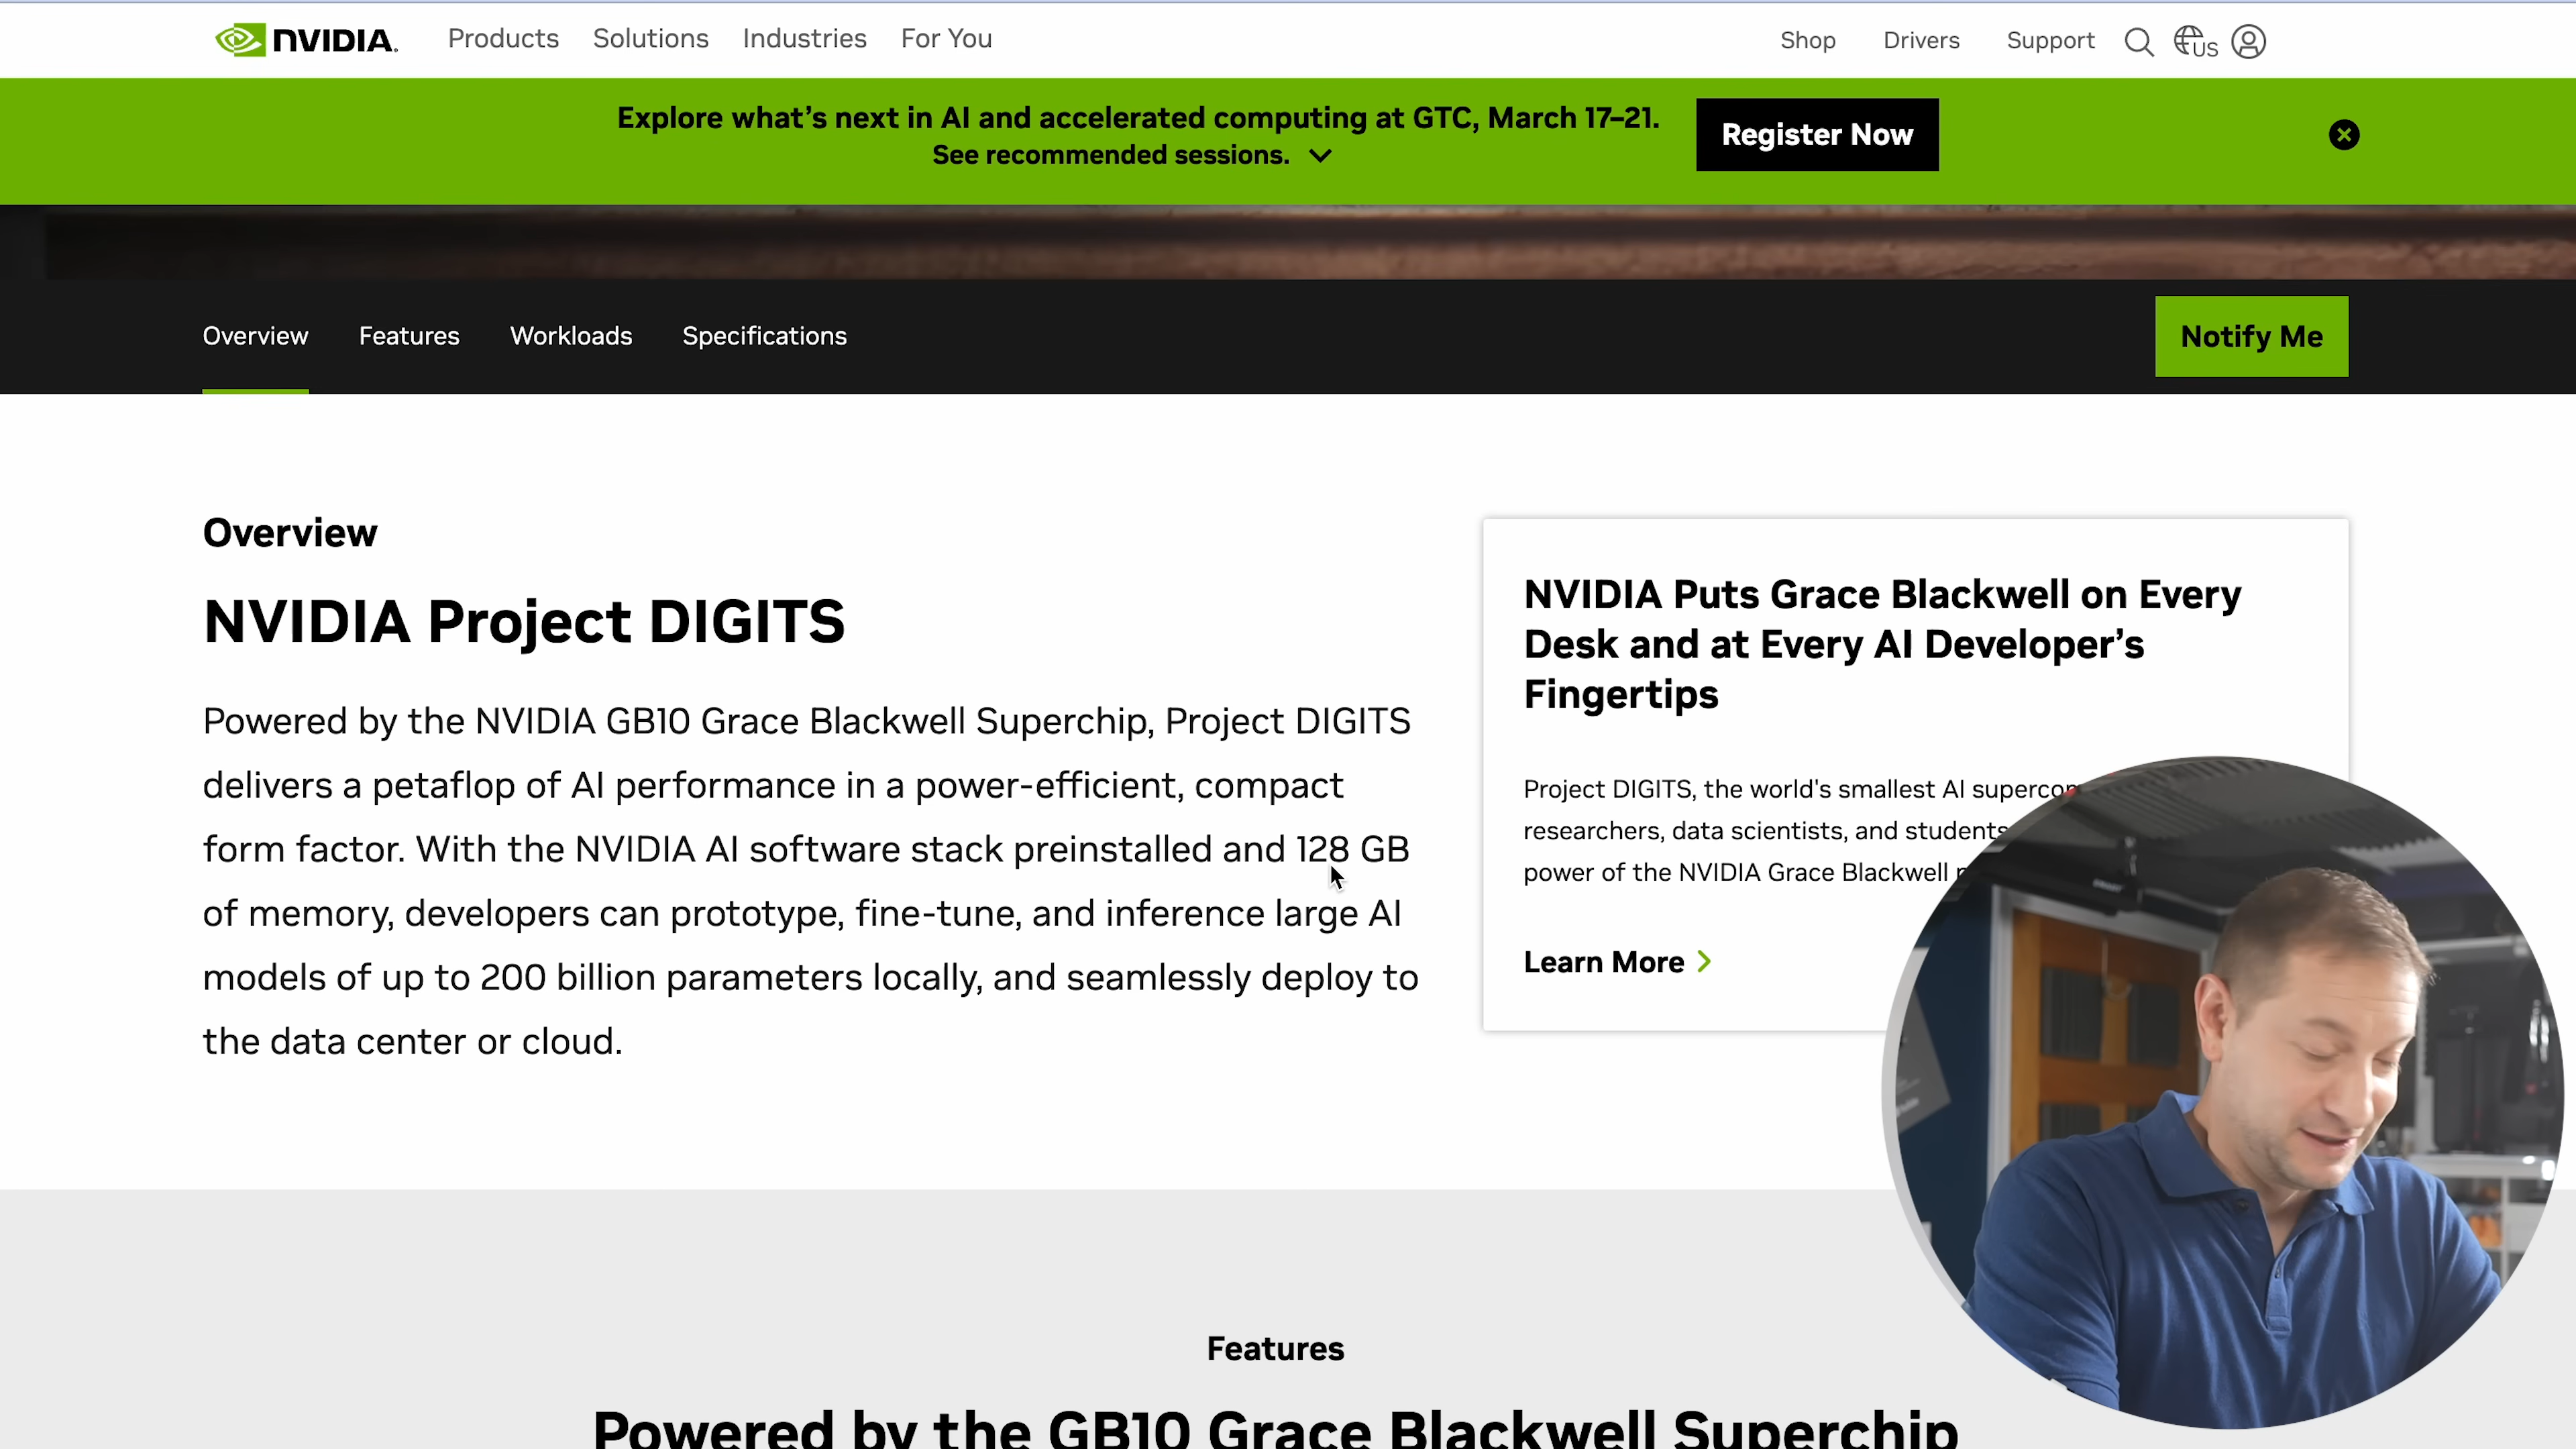 NVIDIA.
Products Solutions Industries For You
Shop Drivers Support US
Explore what's next in AI and accelerated computing at GTC, March 17–21.
See recommended sessions.
Register Now
Overview Features Workloads Specifications
Notify Me
Overview
NVIDIA Project DIGITS
Powered by the NVIDIA GB10 Grace Blackwell Superchip, Project DIGITS
delivers a petaflop of AI performance in a power-efficient, compact
form factor. With the NVIDIA AI software stack preinstalled and 128 GB
of memory, developers can prototype, fine-tune, and inference large AI
models of up to 200 billion parameters locally, and seamlessly deploy to
the data center or cloud.
NVIDIA Puts Grace Blackwell on Every
Desk and at Every AI Developer's
Fingertips
Project DIGITS, the world's smallest AI
researchers, data scientists, and students
power of the NVIDIA Grace Blackwell
Learn More
Features
Powered by the GB10 Grace Blackwell Superchip